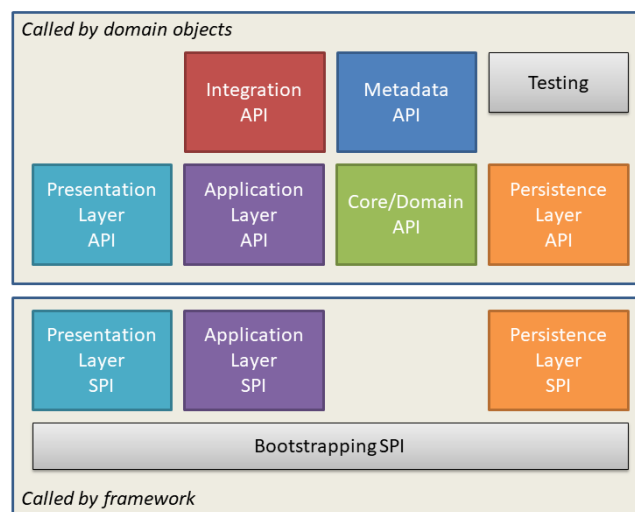 Called by domain objects
Integration
API
Metadata
API
Testing
Presentation
Layer
API
Application
Layer
API
Core/Domain
API
Persistence
Layer
API
Presentation
Layer
SPI
Application
Layer
SPI
Persistence
Layer
SPI
Bootstrapping SPI
Called by framework